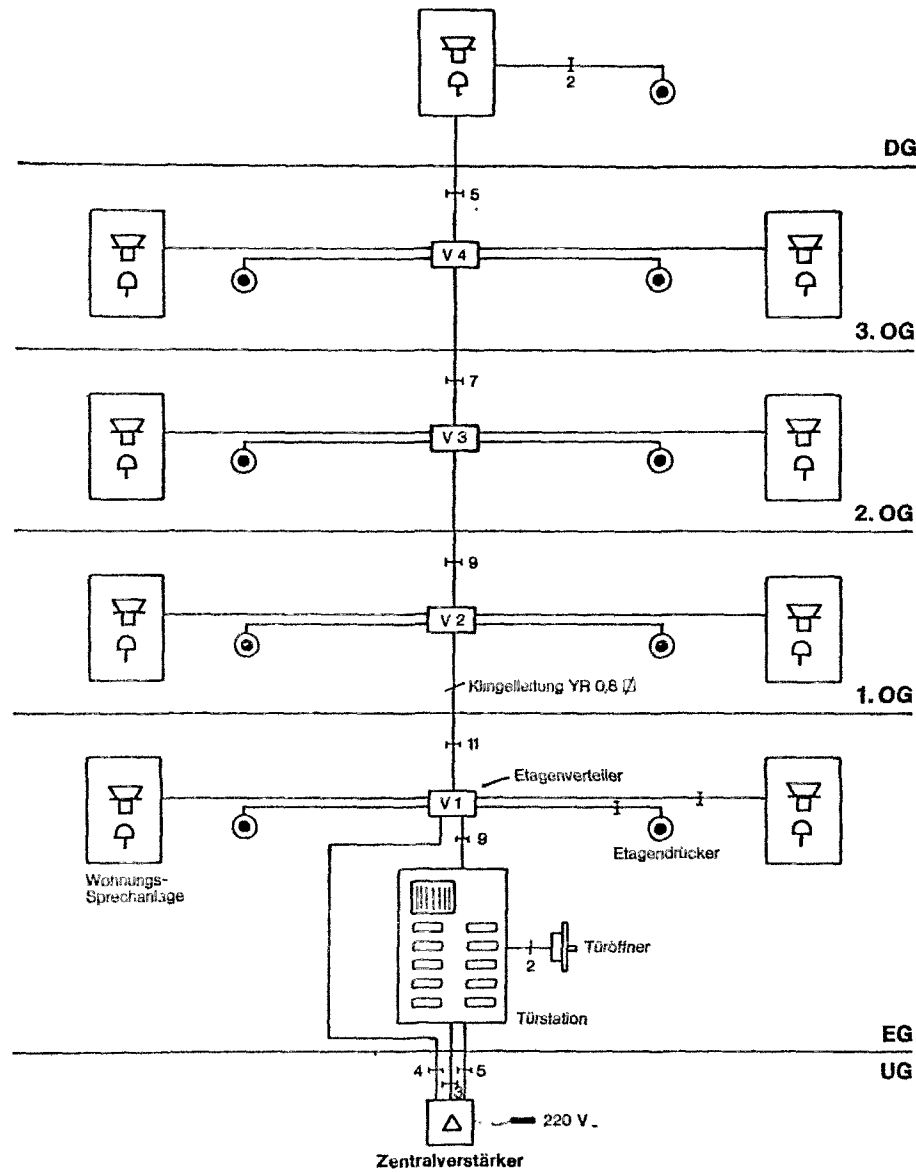 2
DG
5
V 4
3. OG
7
V 3
2. OG
9
V 2
Klingelleitung YR 0,8 ∅
1. OG
11
Etagenverteiler
V 1
9
Etagendrücker
Wohnungs-
Sprechanlage
2
Türöffner
Türstation
EG
UG
4
5
3
220 V
Zentralverstärker